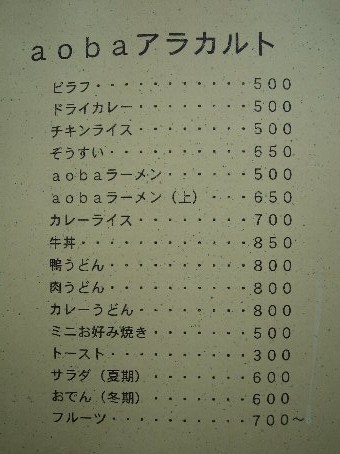 aobaアラカルト
ピラフ・・・・・・・・・・・500
ドライカレー・・・・・・・・500
チキンライス・・・・・・・・500
ぞうすい・・・・・・・・・・650
aobaラーメン・・・・・・500
aobaラーメン（上）・・・650
カレーライス・・・・・・・・700
牛丼・・・・・・・・・・・・850
鴨うどん・・・・・・・・・・800
肉うどん・・・・・・・・・・800
カレーうどん・・・・・・・・800
ミニお好み焼き・・・・・・・500
トースト・・・・・・・・・・300
サラダ（夏期）・・・・・・・600
おでん（冬期）・・・・・・・600
フルーツ・・・・・・・・・・700～